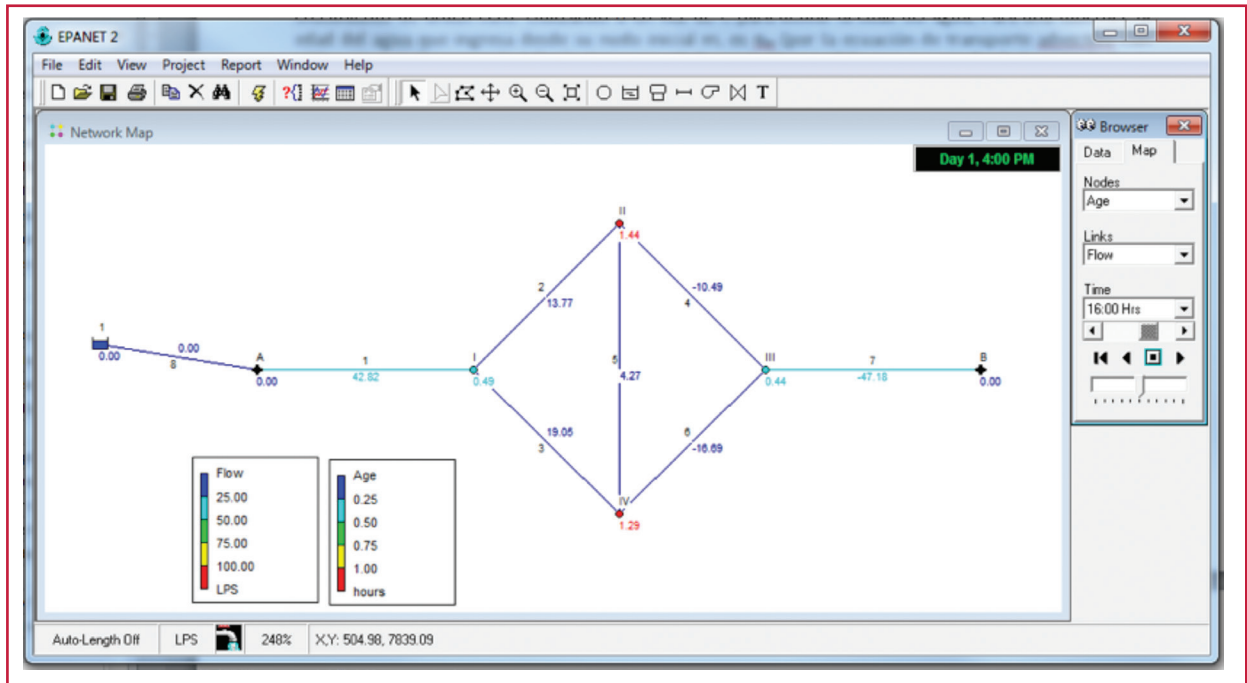 EPANET 2
File Edit View Project Report Window Help
T
Network Map
Day 1, 4:00 PM
Browser
Data Map
Nodes
Age
Links
Flow
Time
16:00 Hrs
II
1.44
2
13.77
-10.49
4
1
0.00
0.00
8
A
0.00
1
42.82
I
0.49
5
4.27
III
0.44
7
-47.18
B
0.00
19.05
3
6
-16.69
IV
1.29
Flow
25.00
50.00
75.00
100.00
LPS
Age
0.25
0.50
0.75
1.00
hours
Auto-Length Off LPS 248% X,Y: 504.98, 7839.09